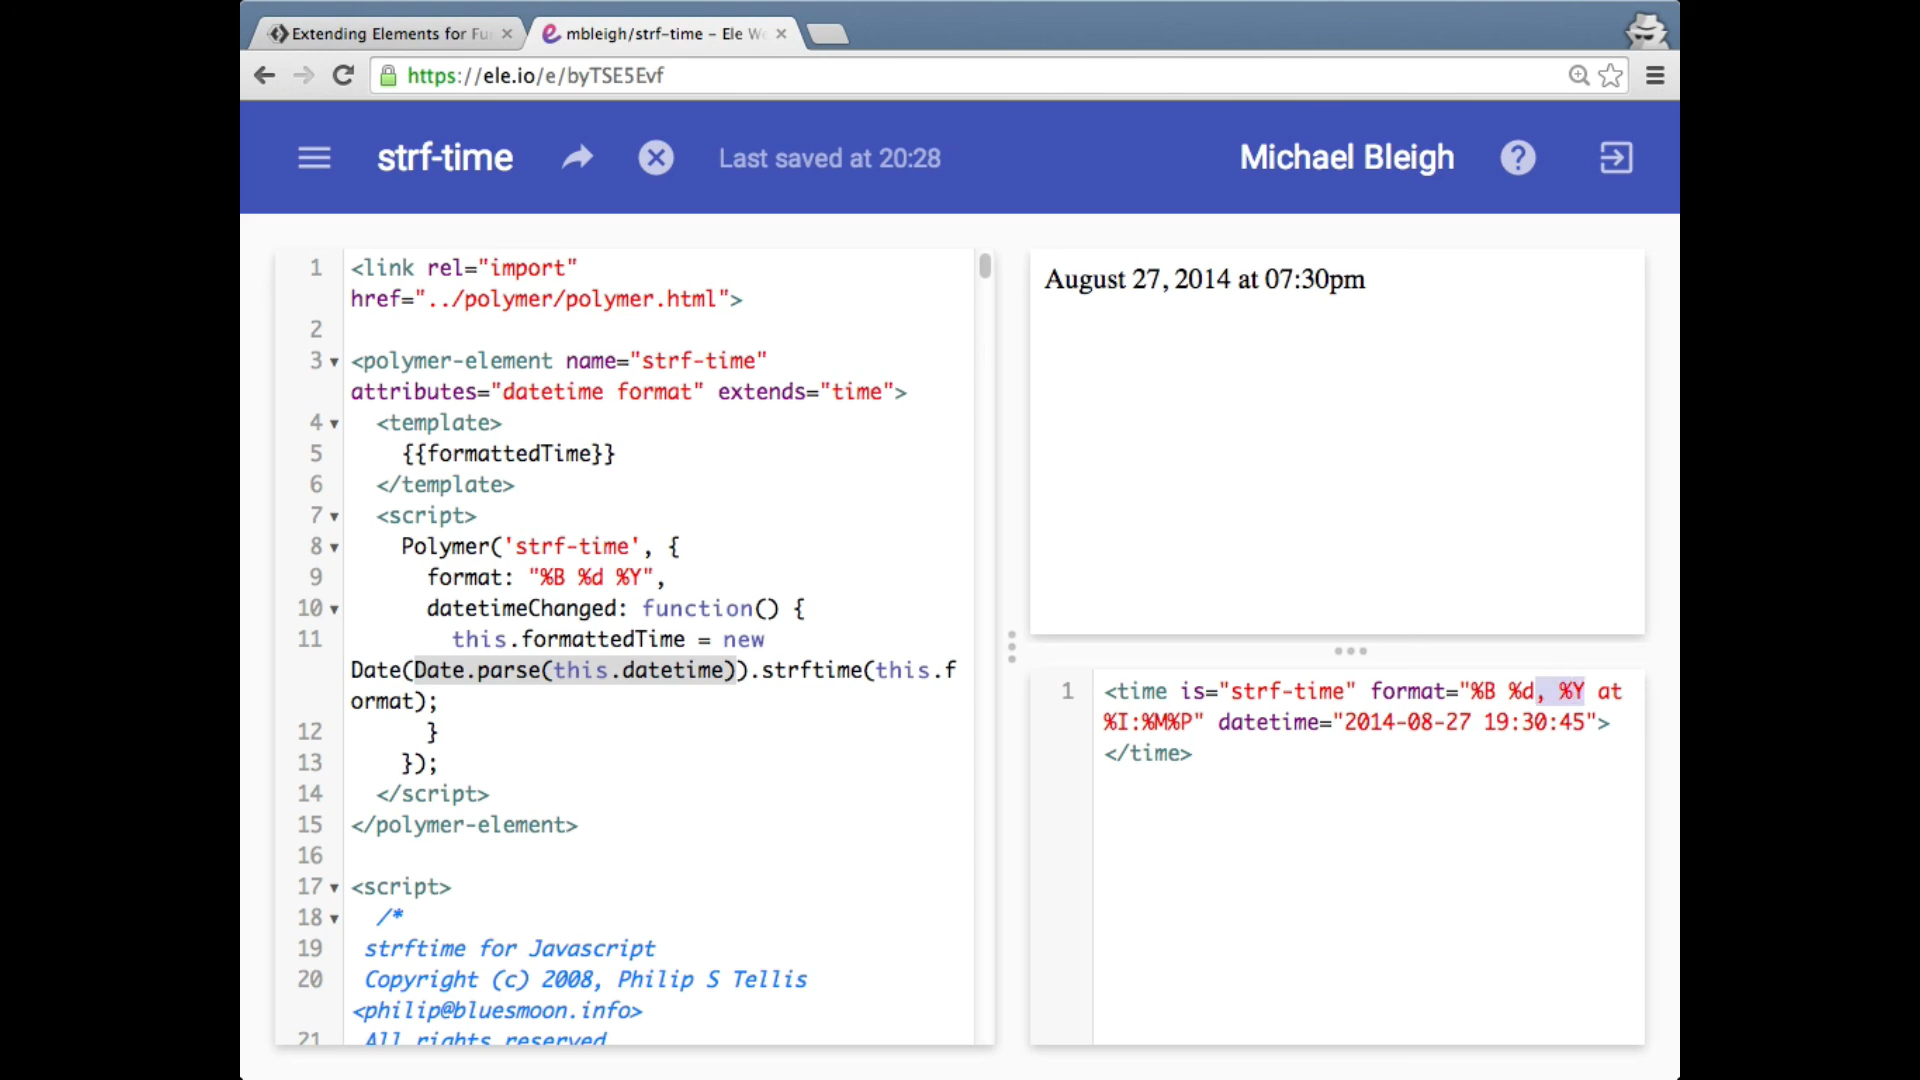 Extending Elements for Fu
mbleigh/strf-time – Ele We
https://ele.io/e/byTSE5Evf
strf-time
Last saved at 20:28
Michael Bleigh
?
1 <link rel="import"
href="../polymer/polymer.html">
2
3 <polymer-element name="strf-time"
attributes="datetime format" extends="time">
4 <template>
5 {{formattedTime}}
6 </template>
7 <script>
8 Polymer('strf-time', {
9 format: "%B %d %Y",
10 datetimeChanged: function() {
11 this.formattedTime = new
Date(Date.parse(this.datetime)).strftime(this.f
ormat);
12 }
13 });
14 </script>
15 </polymer-element>
16
17 <script>
18 /*
19 strftime for Javascript
20 Copyright (c) 2008, Philip S Tellis
<philip@bluesmoon.info>
21 All rights reserved
August 27, 2014 at 07:30pm
1 <time is="strf-time" format="%B %d, %Y at
%I:%M%P" datetime="2014-08-27 19:30:45">
</time>